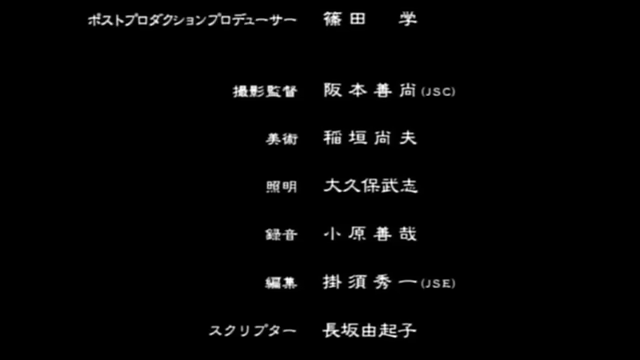 ポストプロダクションプロデューサー 篠田 学
撮影監督 阪本善尚(JSC)
美術 稲垣尚夫
照明 大久保武志
録音 小原善哉
編集 掛須秀一(JSE)
スクリプター 長坂由起子